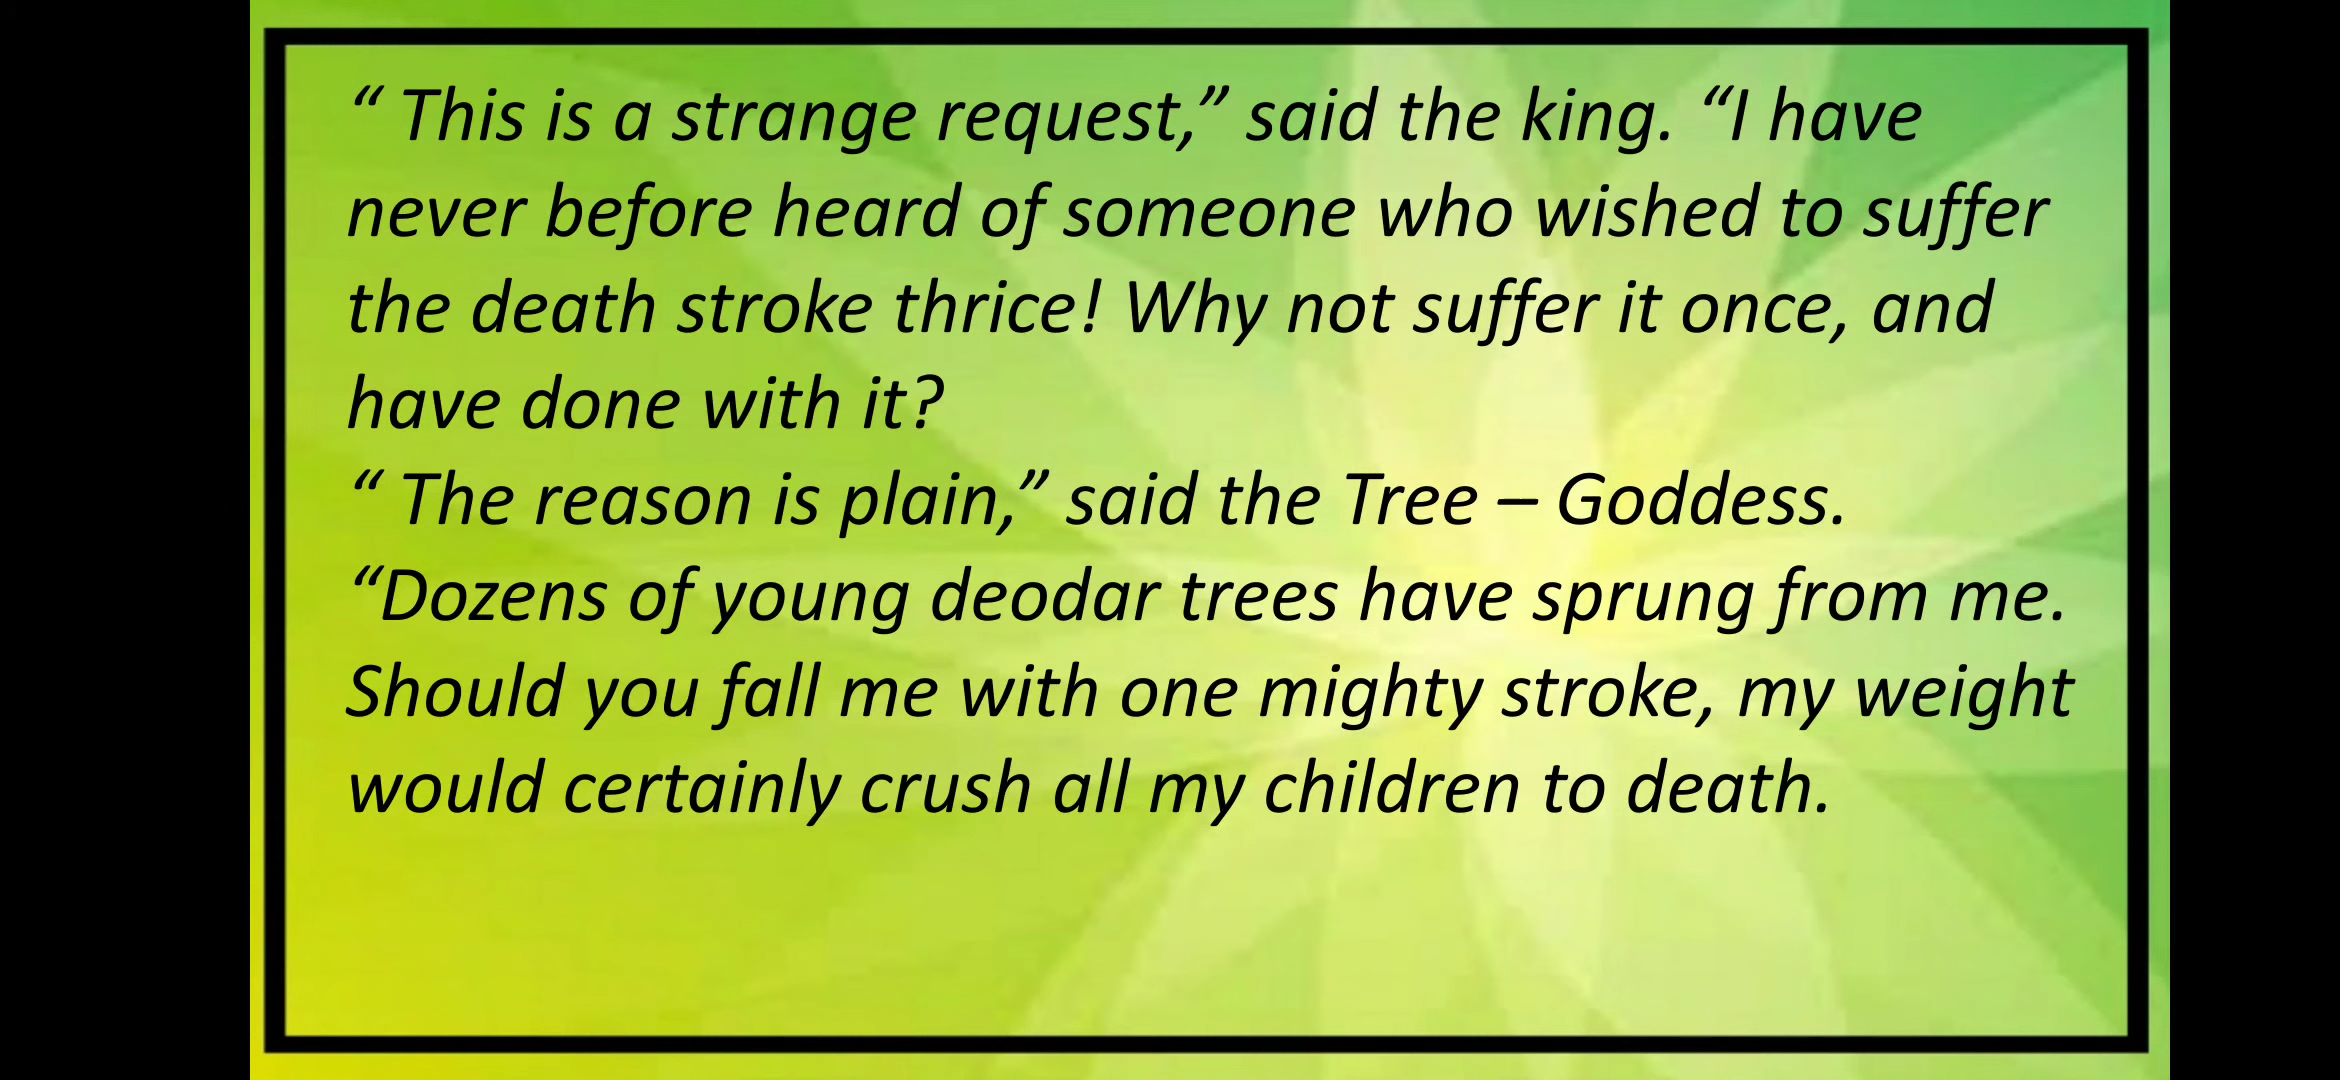 “ This is a strange request,” said the king. “I have
never before heard of someone who wished to suffer
the death stroke thrice! Why not suffer it once, and
have done with it?
“ The reason is plain,” said the Tree – Goddess.
“Dozens of young deodar trees have sprung from me.
Should you fall me with one mighty stroke, my weight
would certainly crush all my children to death.